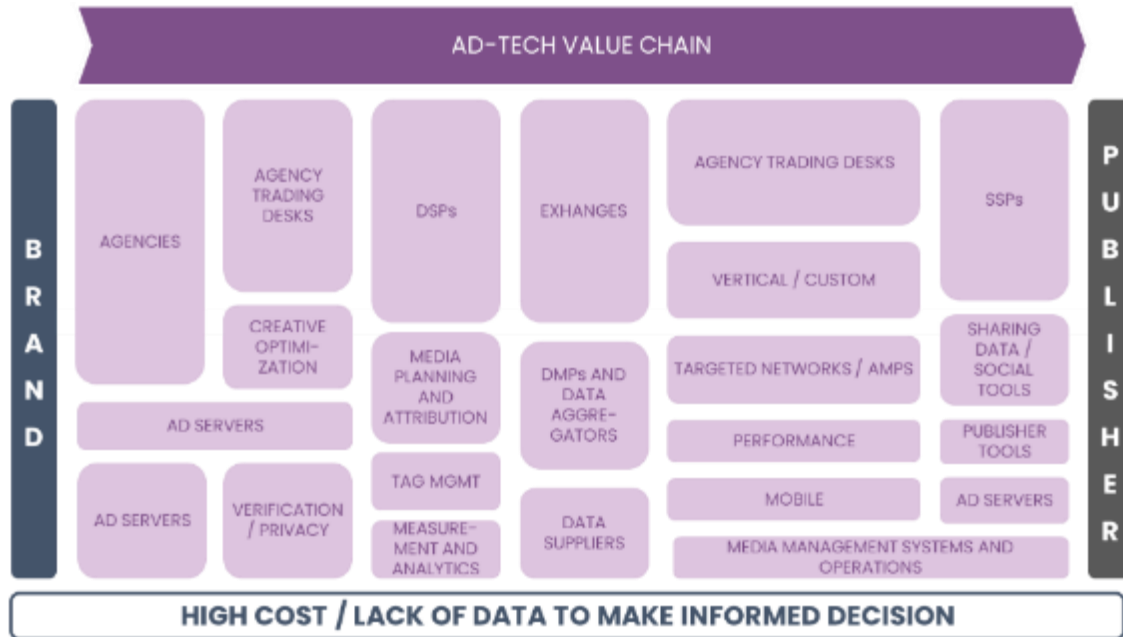 AD-TECH VALUE CHAIN
BRAND
AGENCIES
AD SERVERS
AD SERVERS
AGENCY
TRADING
DESKS
CREATIVE
OPTIMI-
ZATION
VERIFICATION
/ PRIVACY
DSPs
MEDIA
PLANNING
AND
ATTRIBUTION
TAG MGMT
MEASURE-
MENT AND
ANALYTICS
EXHANGES
DMPs AND
DATA
AGGRE-
GATORS
DATA
SUPPLIERS
AGENCY TRADING DESKS
VERTICAL / CUSTOM
TARGETED NETWORKS / AMPS
PERFORMANCE
MOBILE
MEDIA MANAGEMENT SYSTEMS AND
OPERATIONS
SSPs
SHARING
DATA /
SOCIAL
TOOLS
PUBLISHER
TOOLS
AD SERVERS
PUBLISHER
HIGH COST / LACK OF DATA TO MAKE INFORMED DECISION